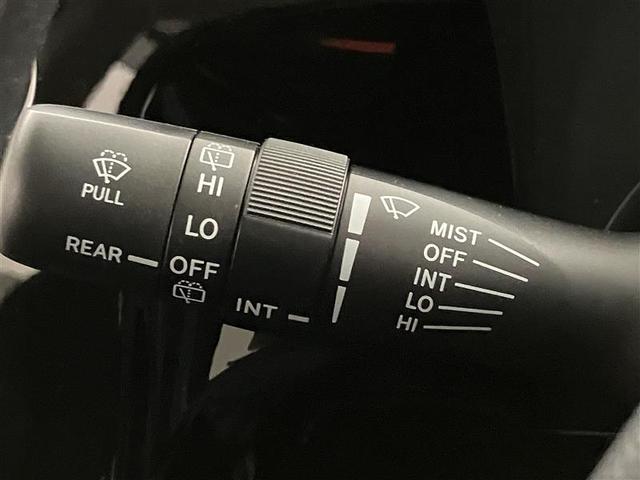 PULL
REAR
HI
LO
OFF
INT
MIST
OFF
INT
LO
HI